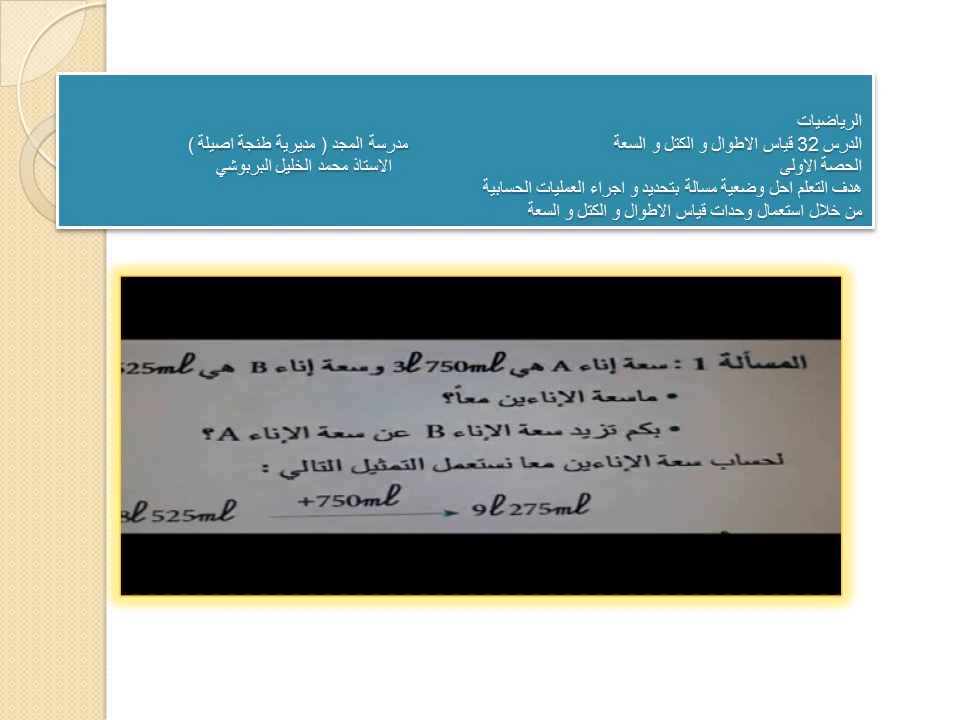 الرياضيات
الدرس 32 قياس الاطوال و الكتل و السعة مدرسة المجد ( مديرية طنجة اصيلة )
الحصة الاولى الاستاذ محمد الخليل البربوشي
هدف التعلم احل وضعية مسالة بتحديد و اجراء العمليات الحسابية
من خلال استعمال وحدات قياس الاطوال و الكتل و السعة
المسألة 1 : سعة إناء A هي 3ℓ 750mℓ وسعة إناء B هي 525mℓ
• ماسعة الإناءين معاً؟
• بكم تزيد سعة الإناء B عن سعة الإناء A؟
لحساب سعة الإناءين معا نستعمل التمثيل التالي :
+750mℓ
8ℓ 525mℓ 9ℓ 275mℓ